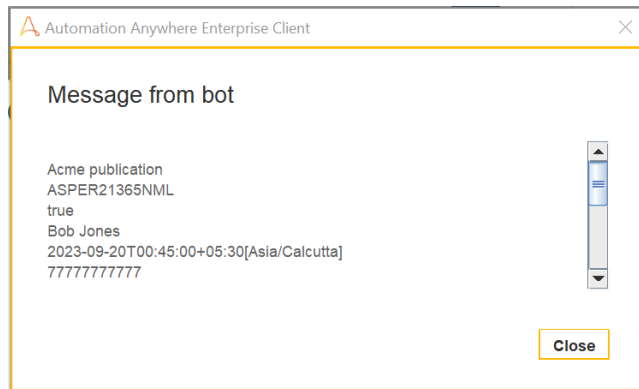 Automation Anywhere Enterprise Client
Message from bot
Acme publication
ASPER21365NML
true
Bob Jones
2023-09-20T00:45:00+05:30[Asia/Calcutta]
77777777777
Close